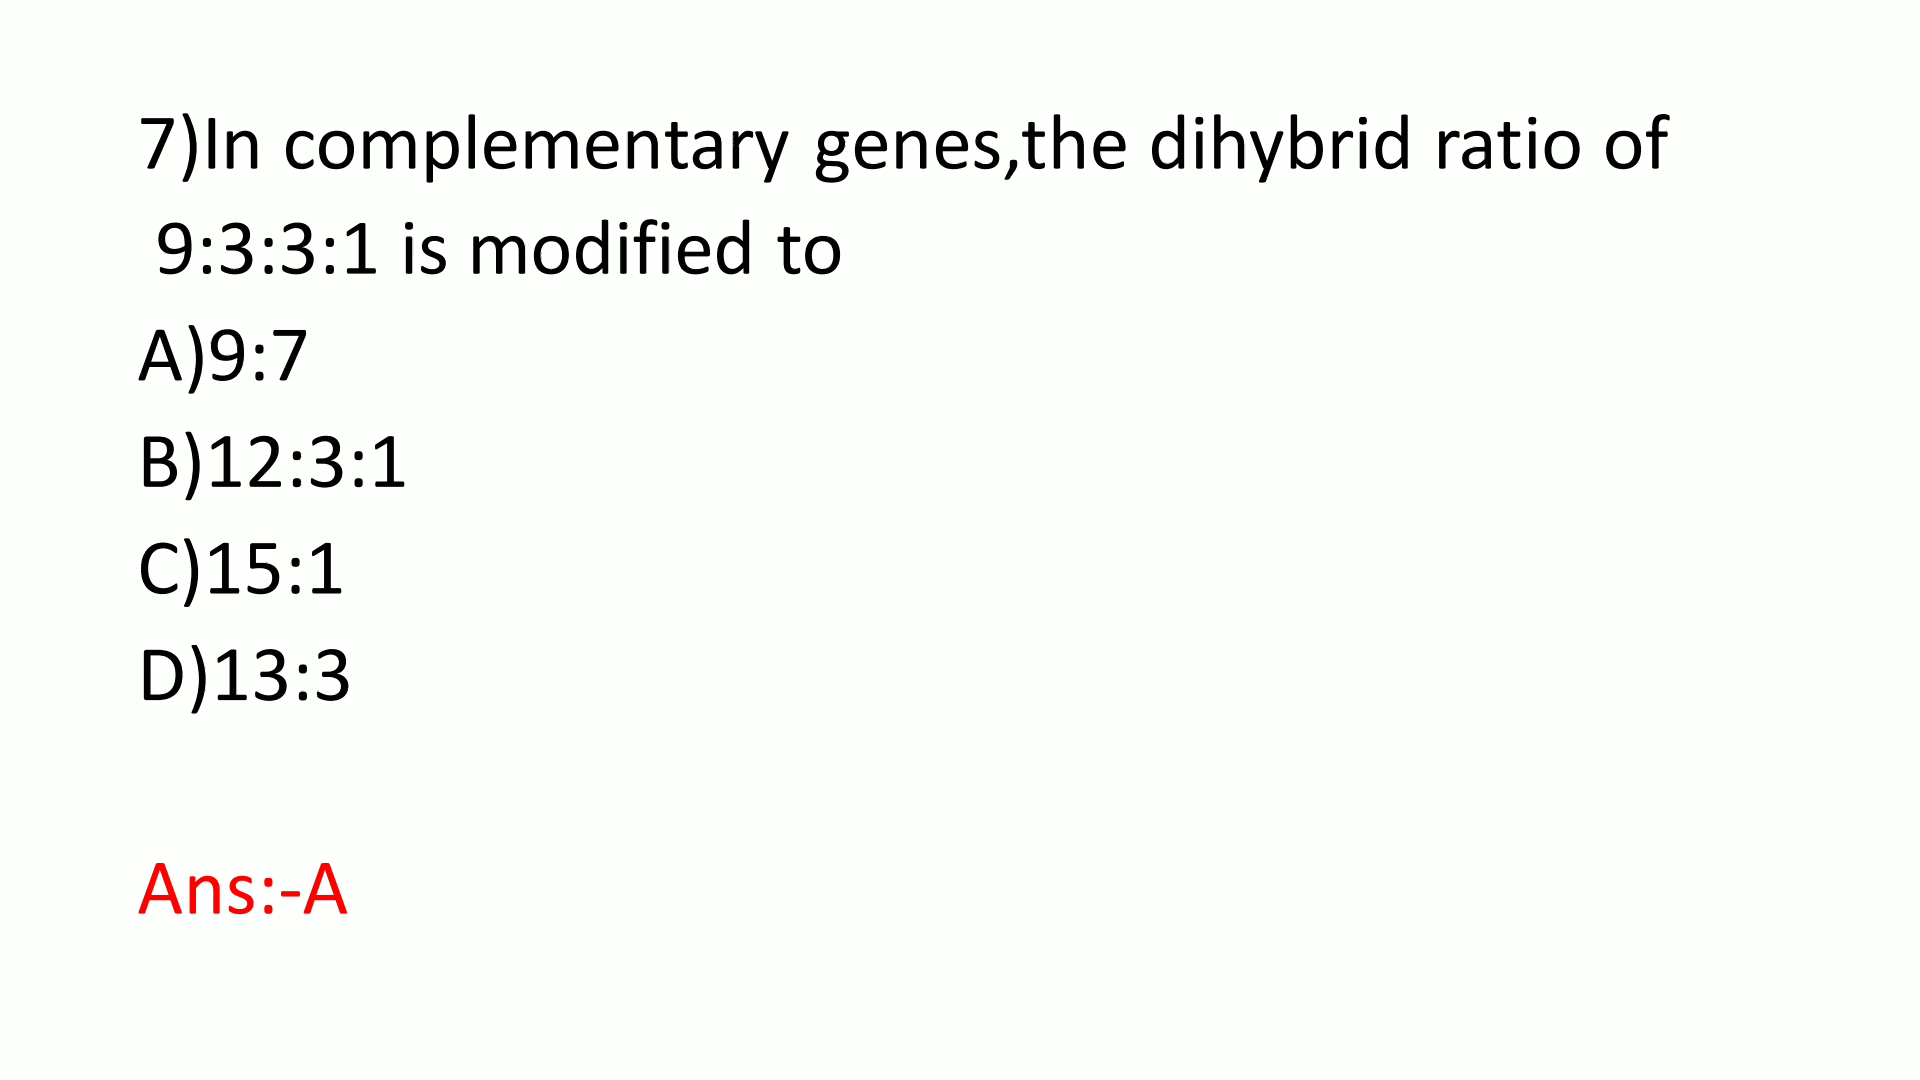 7)In complementary genes,the dihybrid ratio of
9:3:3:1 is modified to
A)9:7
B)12:3:1
C)15:1
D)13:3
Ans:-A